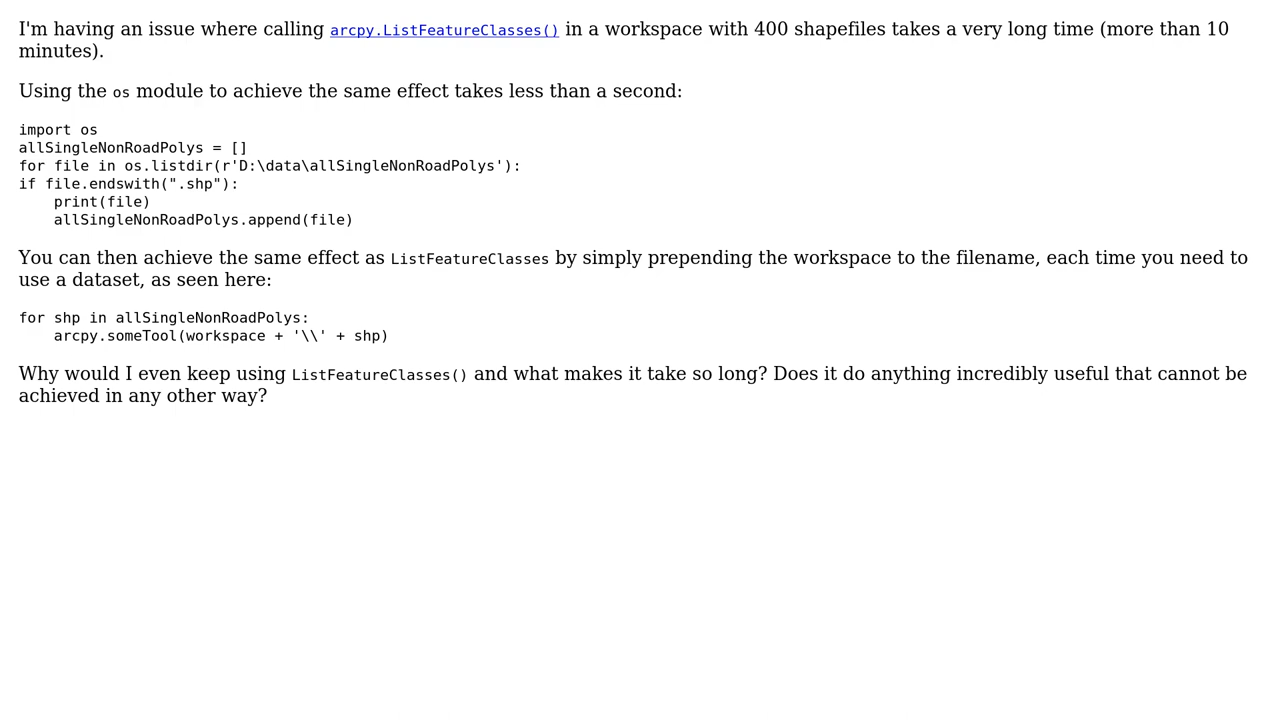 I'm having an issue where calling arcpy.ListFeatureClasses() in a workspace with 400 shapefiles takes a very long time (more than 10
minutes).
Using the os module to achieve the same effect takes less than a second:
import os
allSingleNonRoadPolys = []
for file in os.listdir(r'D:\data\allSingleNonRoadPolys'):
if file.endswith(".shp"):
    print(file)
    allSingleNonRoadPolys.append(file)
You can then achieve the same effect as ListFeatureClasses by simply prepending the workspace to the filename, each time you need to
use a dataset, as seen here:
for shp in allSingleNonRoadPolys:
    arcpy.someTool(workspace + '\\' + shp)
Why would I even keep using ListFeatureClasses() and what makes it take so long? Does it do anything incredibly useful that cannot be
achieved in any other way?